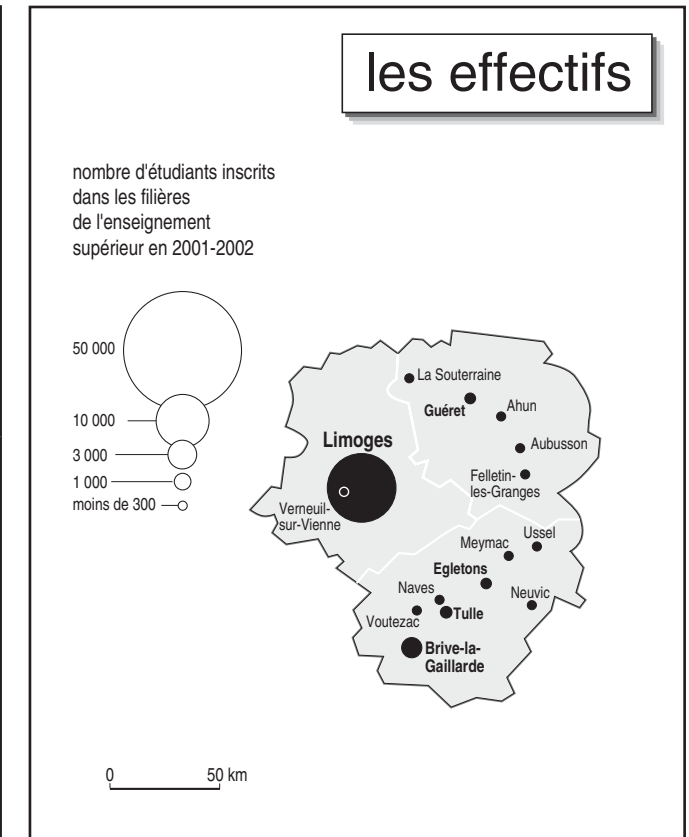 les effectifs
nombre d'étudiants inscrits
dans les filières
de l'enseignement
supérieur en 2001-2002
50 000
10 000
3 000
1 000
moins de 300
La Souterraine
Guéret
Ahun
Aubusson
Felletin-
les-Granges
Limoges
Verneuil-
sur-Vienne
Ussel
Meymac
Egletons
Neuvic
Naves
Tulle
Voutezac
Brive-la-
Gaillarde
0 50 km